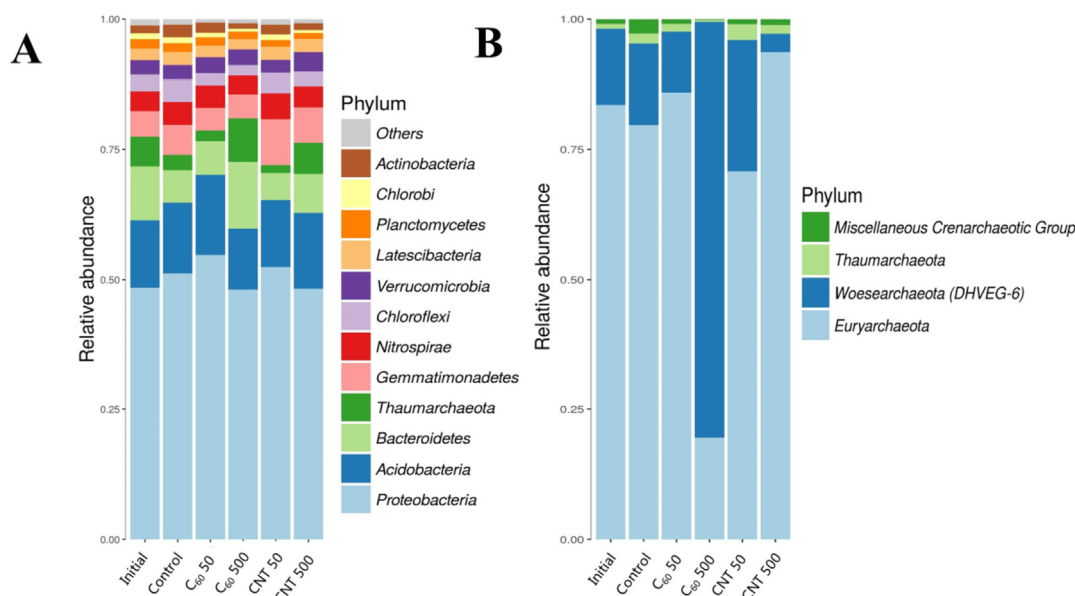 A
Relative abundance
1.00
0.75
0.50
0.25
0.00
Initial
Control
C60 50
C60 500
CNT 50
CNT 500
Phylum
Others
Actinobacteria
Chlorobi
Planctomycetes
Latescibacteria
Verrucomicrobia
Chloroflexi
Nitrospirae
Gemmatimonadetes
Thaumarchaeota
Bacteroidetes
Acidobacteria
Proteobacteria
B
Relative abundance
1.00
0.75
0.50
0.25
0.00
Initial
Control
C60 50
C60 500
CNT 50
CNT 500
Phylum
Miscellaneous Crenarchaeotic Group
Thaumarchaeota
Woesearchaeota (DHVEG-6)
Euryarchaeota